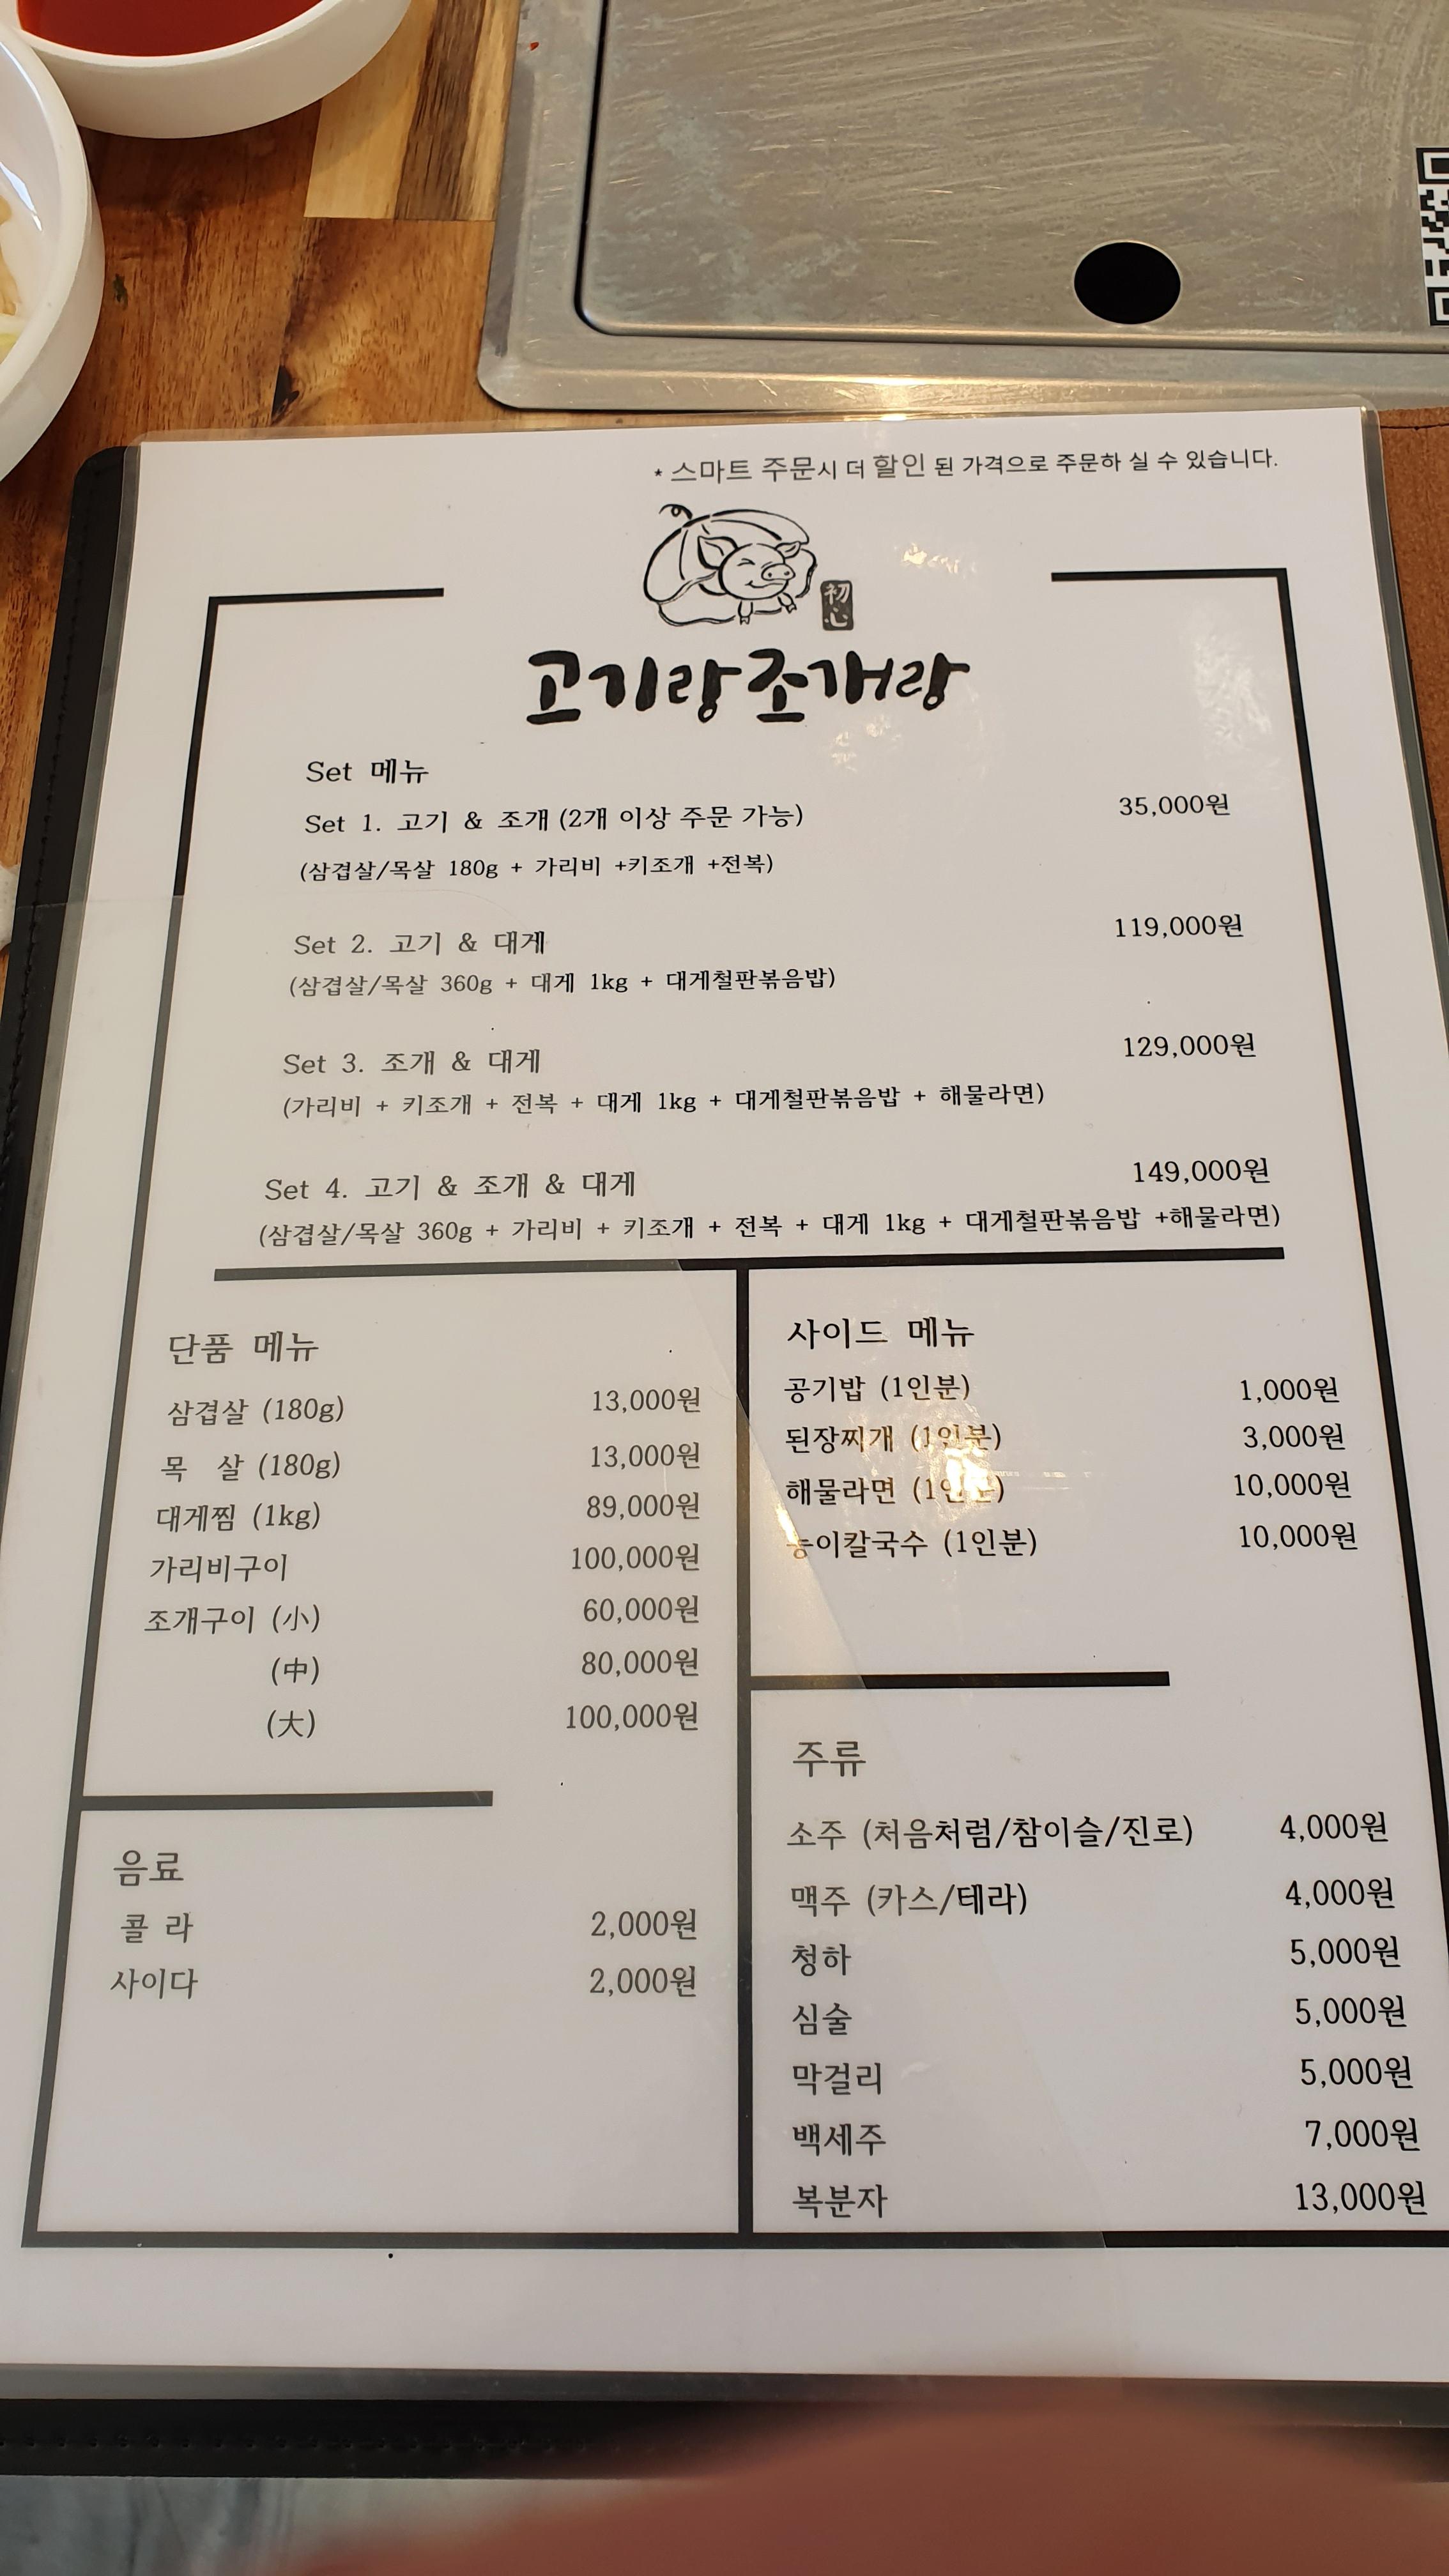 * 스마트 주문시 더 할인 된 가격으로 주문하 실 수 있습니다.
初心
고기랑조개랑
Set 메뉴
Set 1. 고기 & 조개 (2개 이상 주문 가능) 35,000원
(삼겹살/목살 180g + 가리비 +키조개 +전복)
Set 2. 고기 & 대게 119,000원
(삼겹살/목살 360g + 대게 1kg + 대게철판볶음밥)
Set 3. 조개 & 대게 129,000원
(가리비 + 키조개 + 전복 + 대게 1kg + 대게철판볶음밥 + 해물라면)
Set 4. 고기 & 조개 & 대게 149,000원
(삼겹살/목살 360g + 가리비 + 키조개 + 전복 + 대게 1kg + 대게철판볶음밥 +해물라면)
단품 메뉴
삼겹살 (180g) 13,000원
목 살 (180g) 13,000원
대게찜 (1kg) 89,000원
가리비구이 100,000원
조개구이 (小) 60,000원
(中) 80,000원
(大) 100,000원
음료
콜 라 2,000원
사이다 2,000원
사이드 메뉴
공기밥 (1인분) 1,000원
된장찌개 (1인분) 3,000원
해물라면 (1인분) 10,000원
능이칼국수 (1인분) 10,000원
주류
소주 (처음처럼/참이슬/진로) 4,000원
맥주 (카스/테라) 4,000원
청하 5,000원
심술 5,000원
막걸리 5,000원
백세주 7,000원
복분자 13,000원